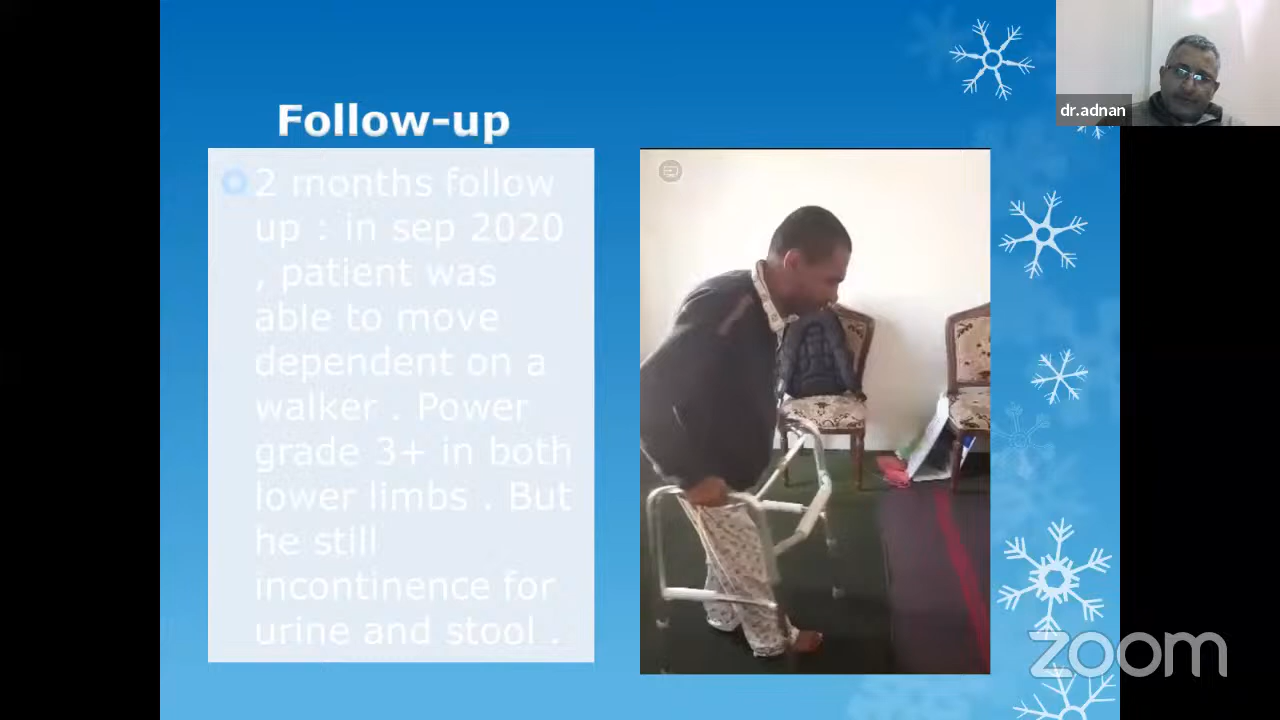 Follow-up
2 months follow
up : in sep 2020
, patient was
able to move
dependent on a
walker . Power
grade 3+ in both
lower limbs . But
he still
incontinence for
urine and stool .
dr.adnan
zoom